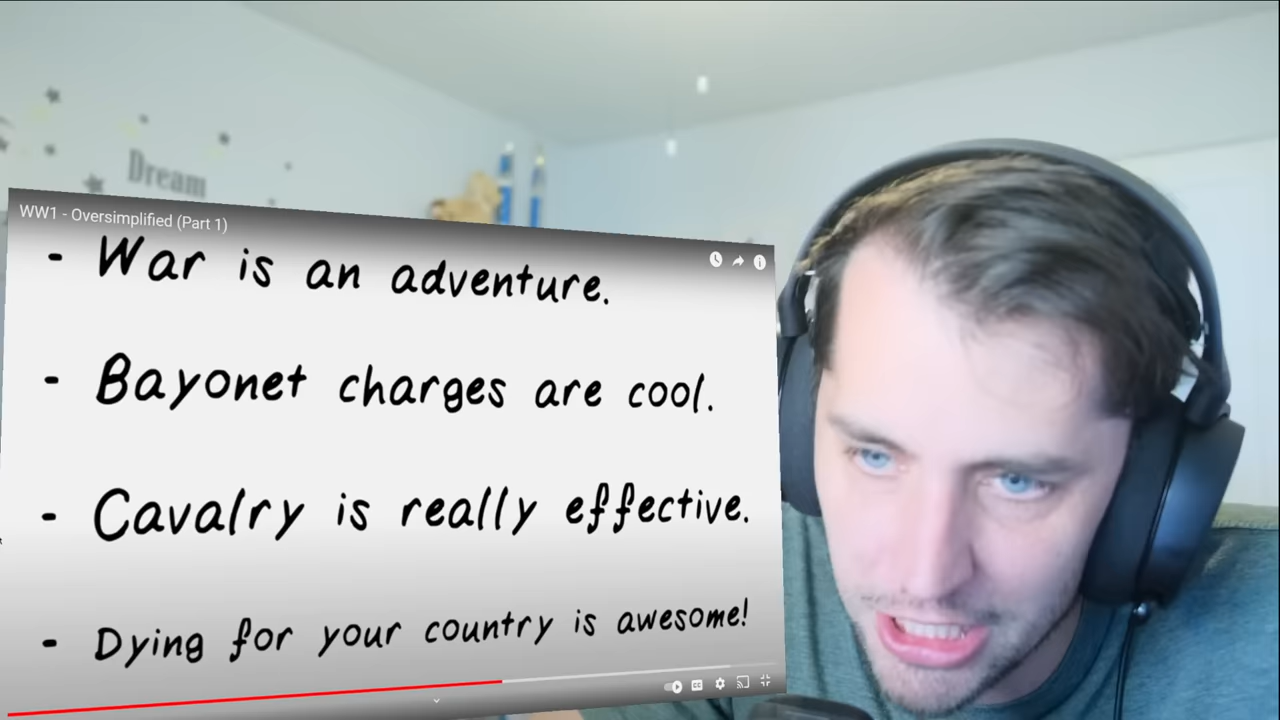 Dream
WW1 - Oversimplified (Part 1)
- War is an adventure.
- Bayonet charges are cool.
- Cavalry is really effective.
- Dying for your country is awesome!
CC